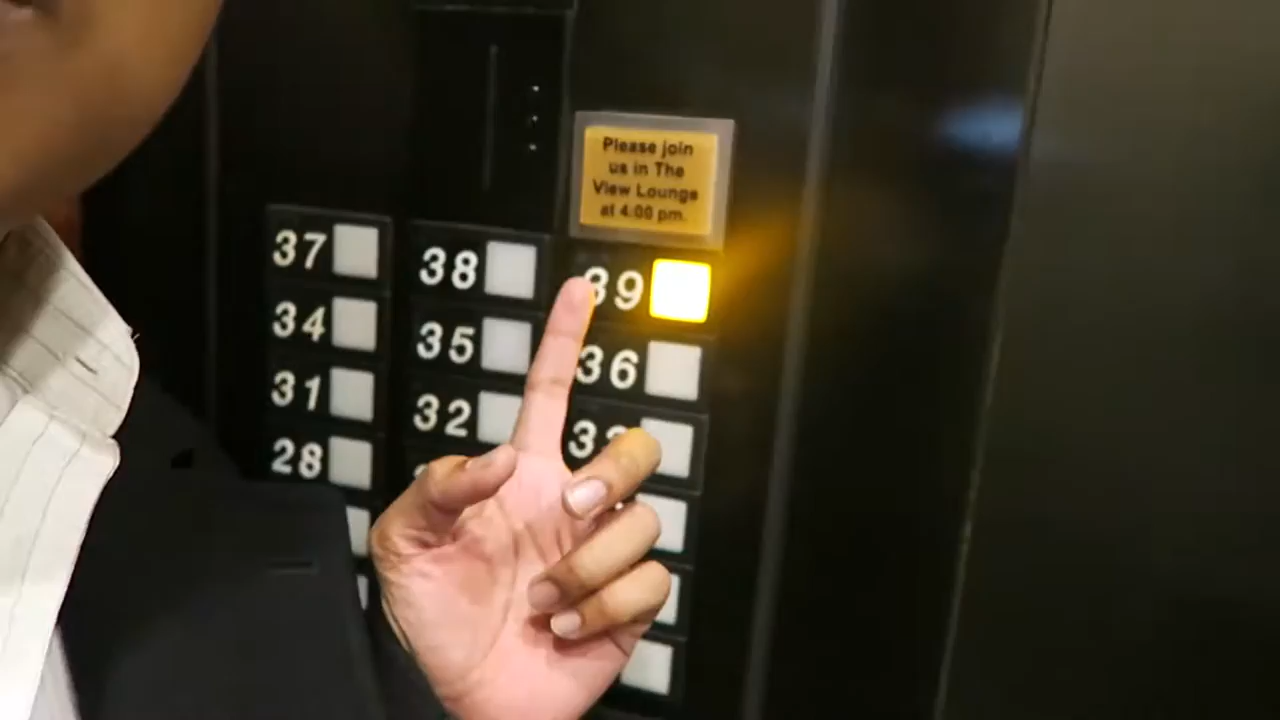 Please join
us in The
View Lounge
at 4:00 pm.
37 38 39
34 35 36
31 32 33
28